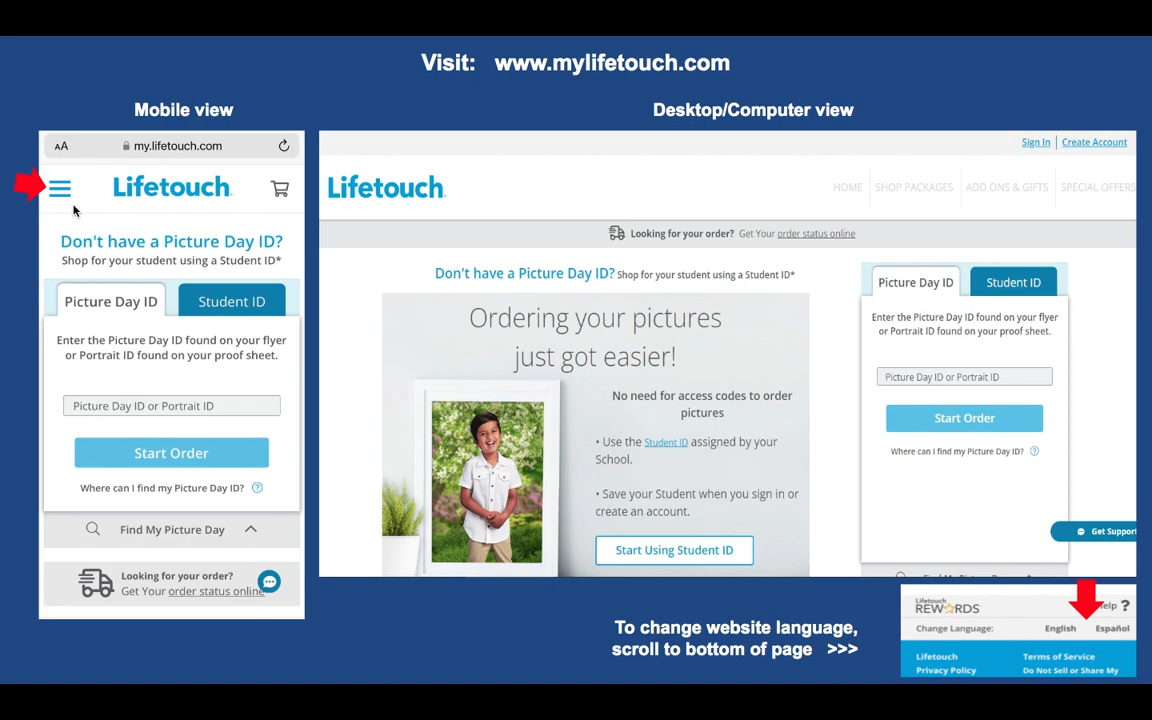 Visit: www.mylifetouch.com
Mobile view
AA my.lifetouch.com
Lifetouch.
Don't have a Picture Day ID?
Shop for your student using a Student ID*
Picture Day ID Student ID
Enter the Picture Day ID found on your flyer
or Portrait ID found on your proof sheet.
Picture Day ID or Portrait ID
Start Order
Where can I find my Picture Day ID? ?
Find My Picture Day
Looking for your order?
Get Your order status online
Desktop/Computer view
Sign In Create Account
Lifetouch.
HOME SHOP PACKAGES ADD ONS & GIFTS SPECIAL OFFERS
Looking for your order? Get Your order status online
Don't have a Picture Day ID? Shop for your student using a Student ID*
Ordering your pictures
just got easier!
No need for access codes to order
pictures
• Use the Student ID assigned by your
School.
• Save your Student when you sign in or
create an account.
Start Using Student ID
Picture Day ID Student ID
Enter the Picture Day ID found on your flyer
or Portrait ID found on your proof sheet.
Picture Day ID or Portrait ID
Start Order
Where can I find my Picture Day ID? ?
Get Support
To change website language,
scroll to bottom of page >>>
Lifetouch
REWARDS
elp ?
Change Language: English Español
Lifetouch Terms of Service
Privacy Policy Do Not Sell or Share My